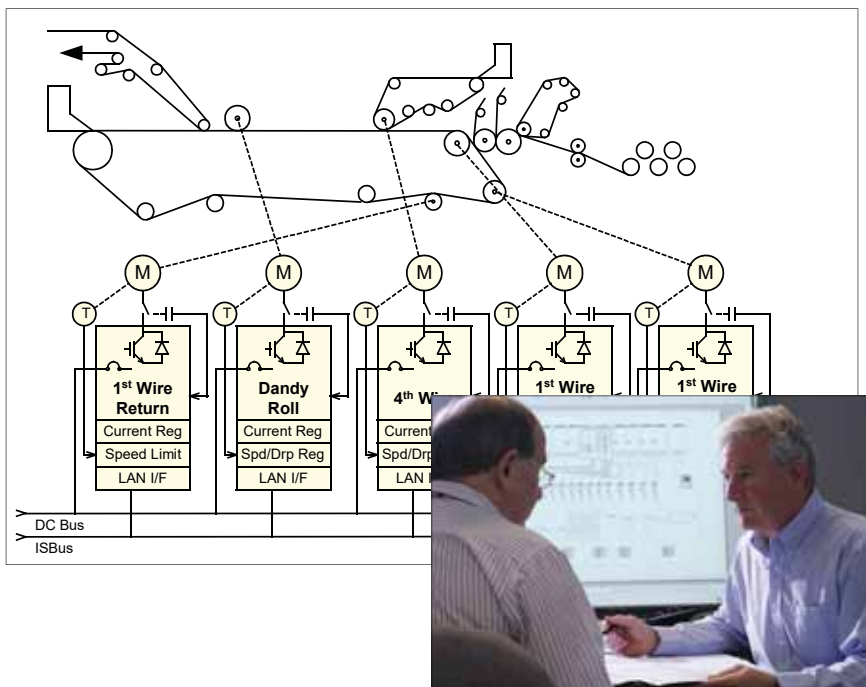 M
M
M
M
M
T
T
T
T
T
1st Wire
Return
Current Reg
Speed Limit
LAN I/F
Dandy
Roll
Current Reg
Spd/Drp Reg
LAN I/F
4th
Current
Spd/Drp
LAN
1st Wire
1st Wire
DC Bus
ISBus